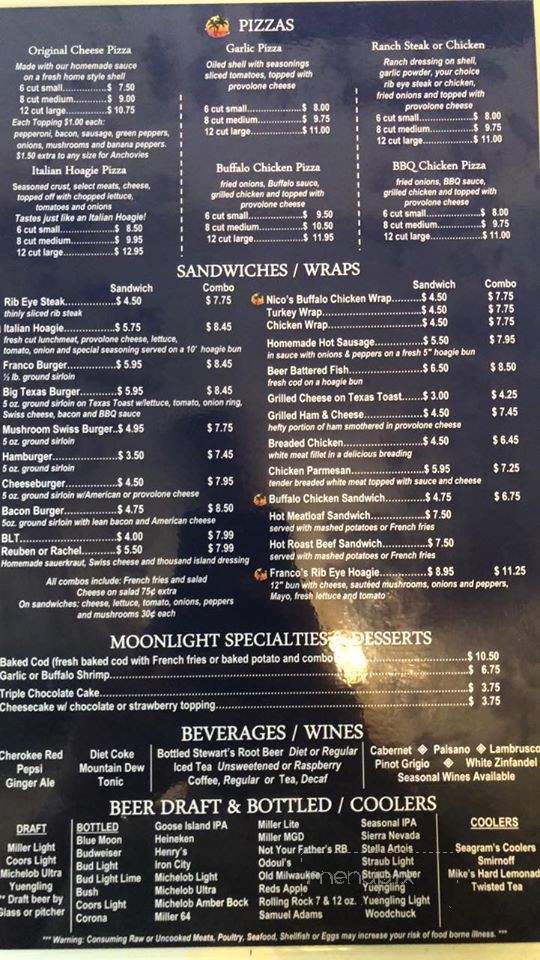 PIZZAS
Original Cheese Pizza
Made with our homemade sauce
on a fresh home style shell
6 cut small..................$ 7.50
8 cut medium...............$ 9.00
12 cut large..................$ 10.75
Each Topping $1.00 each:
pepperoni, bacon, sausage, green peppers,
onions, mushrooms and banana peppers.
$1.50 extra to any size for Anchovies
Garlic Pizza
Oiled shell with seasonings
sliced tomatoes, topped with
provolone cheese
6 cut small..................$ 8.00
8 cut medium...............$ 9.75
12 cut large..................$ 11.00
Ranch Steak or Chicken
Ranch dressing on shell,
garlic powder, your choice
rib eye steak or chicken,
fried onions and topped with
provolone cheese
6 cut small..................$ 8.00
8 cut medium...............$ 9.75
12 cut large..................$ 11.00
Italian Hoagie Pizza
Seasoned crust, select meats, cheese,
topped off with chopped lettuce,
tomatoes and onions
Tastes just like an Italian Hoagie!
6 cut small..................$ 8.50
8 cut medium...............$ 9.95
12 cut large..................$ 12.95
Buffalo Chicken Pizza
fried onions, Buffalo sauce,
grilled chicken and topped with
provolone cheese
6 cut small..................$ 9.50
8 cut medium...............$ 10.50
12 cut large..................$ 11.95
BBQ Chicken Pizza
fried onions, BBQ sauce,
grilled chicken and topped with
provolone cheese
6 cut small..................$ 8.00
8 cut medium...............$ 9.75
12 cut large..................$ 11.00
SANDWICHES / WRAPS
Sandwich Combo
Rib Eye Steak............$ 4.50 $ 7.75
thinly sliced rib steak
Italian Hoagie............$ 5.75 $ 8.45
fresh cut lunchmeat, provolone cheese, lettuce,
tomato, onion and special seasoning served on a 10' hoagie bun
Franco Burger............$ 5.95 $ 8.45
½ lb. ground sirloin
Big Texas Burger.........$ 5.95 $ 8.45
5 oz. ground sirloin on Texas Toast w/lettuce, tomato, onion ring,
Swiss cheese, bacon and BBQ sauce
Mushroom Swiss Burger..$ 4.95 $ 7.75
5 oz. ground sirloin
Hamburger...............$ 3.50 $ 7.45
5 oz. ground sirloin
Cheeseburger............$ 4.50 $ 7.95
5 oz. ground sirloin w/American or provolone cheese
Bacon Burger............$ 4.75 $ 8.50
5oz. ground sirloin with lean bacon and American cheese
BLT........................$ 4.00 $ 7.99
Reuben or Rachel.........$ 5.50 $ 7.99
Homemade sauerkraut, Swiss cheese and thousand island dressing
All combos include: French fries and salad
Cheese on salad 75¢ extra
On sandwiches: cheese, lettuce, tomato, onions, peppers
and mushrooms 30¢ each
Sandwich Combo
Nico's Buffalo Chicken Wrap.........$ 4.50 $ 7.75
Turkey Wrap...........................$ 4.50 $ 7.75
Chicken Wrap..........................$ 4.50 $ 7.75
Homemade Hot Sausage...............$ 5.50 $ 7.95
in sauce with onions & peppers on a fresh 5" hoagie bun
Beer Battered Fish....................$ 6.50 $ 8.50
fresh cod on a hoagie bun
Grilled Cheese on Texas Toast......$ 3.00 $ 4.25
Grilled Ham & Cheese.................$ 4.50 $ 7.45
hefty portion of ham smothered in provolone cheese
Breaded Chicken......................$ 4.50 $ 6.45
white meat fillet in a delicious breading
Chicken Parmesan.....................$ 5.95 $ 7.25
tender breaded white meat topped with sauce and cheese
Buffalo Chicken Sandwich............$ 4.75 $ 6.75
Hot Meatloaf Sandwich...............$ 7.50
served with mashed potatoes or French fries
Hot Roast Beef Sandwich............$ 7.50
served with mashed potatoes or French fries
Franco's Rib Eye Hoagie............$ 8.95 $ 11.25
12" bun with cheese, sautéed mushrooms, onions and peppers,
Mayo, fresh lettuce and tomato
MOONLIGHT SPECIALTIES & DESSERTS
Baked Cod (fresh baked cod with French fries or baked potato and combo..................$ 10.50
Garlic or Buffalo Shrimp..................$ 6.75
Triple Chocolate Cake..................$ 3.75
Cheesecake w/ chocolate or strawberry topping..................$ 3.75
BEVERAGES / WINES
Cherokee Red
Pepsi
Ginger Ale
Diet Coke
Mountain Dew
Tonic
Bottled Stewart's Root Beer Diet or Regular
Iced Tea Unsweetened or Raspberry
Coffee, Regular or Tea, Decaf
Cabernet ◈ Paisano ◈ Lambrusco
Pinot Grigio ◈ White Zinfandel
Seasonal Wines Available
BEER DRAFT & BOTTLED / COOLERS
DRAFT
Miller Light
Coors Light
Michelob Ultra
Yuengling
** Draft beer by
Glass or pitcher
BOTTLED
Blue Moon
Budweiser
Bud Light
Bud Light Lime
Bush
Coors Light
Corona
Goose Island IPA
Heineken
Henry's
Iron City
Michelob Light
Michelob Ultra
Michelob Amber Bock
Miller 64
Miller Lite
Miller MGD
Not Your Father's RB
Odoul's
Old Milwaukee
Reds Apple
Rolling Rock 7 & 12 oz.
Samuel Adams
Seasonal IPA
Sierra Nevada
Stella Artois
Straub Light
Straub Amber
Yuengling
Yuengling Light
Woodchuck
COOLERS
Seagram's Coolers
Smirnoff
Mike's Hard Lemonad
Twisted Tea
menupix
*** Warning: Consuming Raw or Uncooked Meats, Poultry, Seafood, Shellfish or Eggs may increase your risk of food borne illness. ***